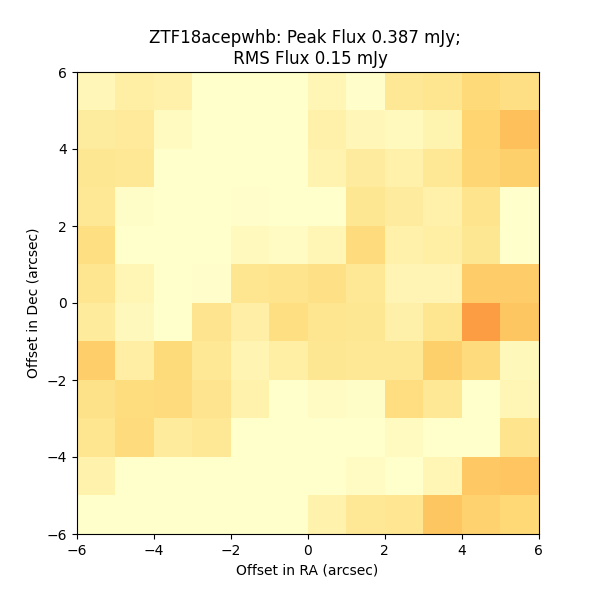 ZTF18acepwhb: Peak Flux 0.387 mJy;
RMS Flux 0.15 mJy
6
4
2
0
−2
−4
−6
Offset in Dec (arcsec)
−6 −4 −2 0 2 4 6
Offset in RA (arcsec)